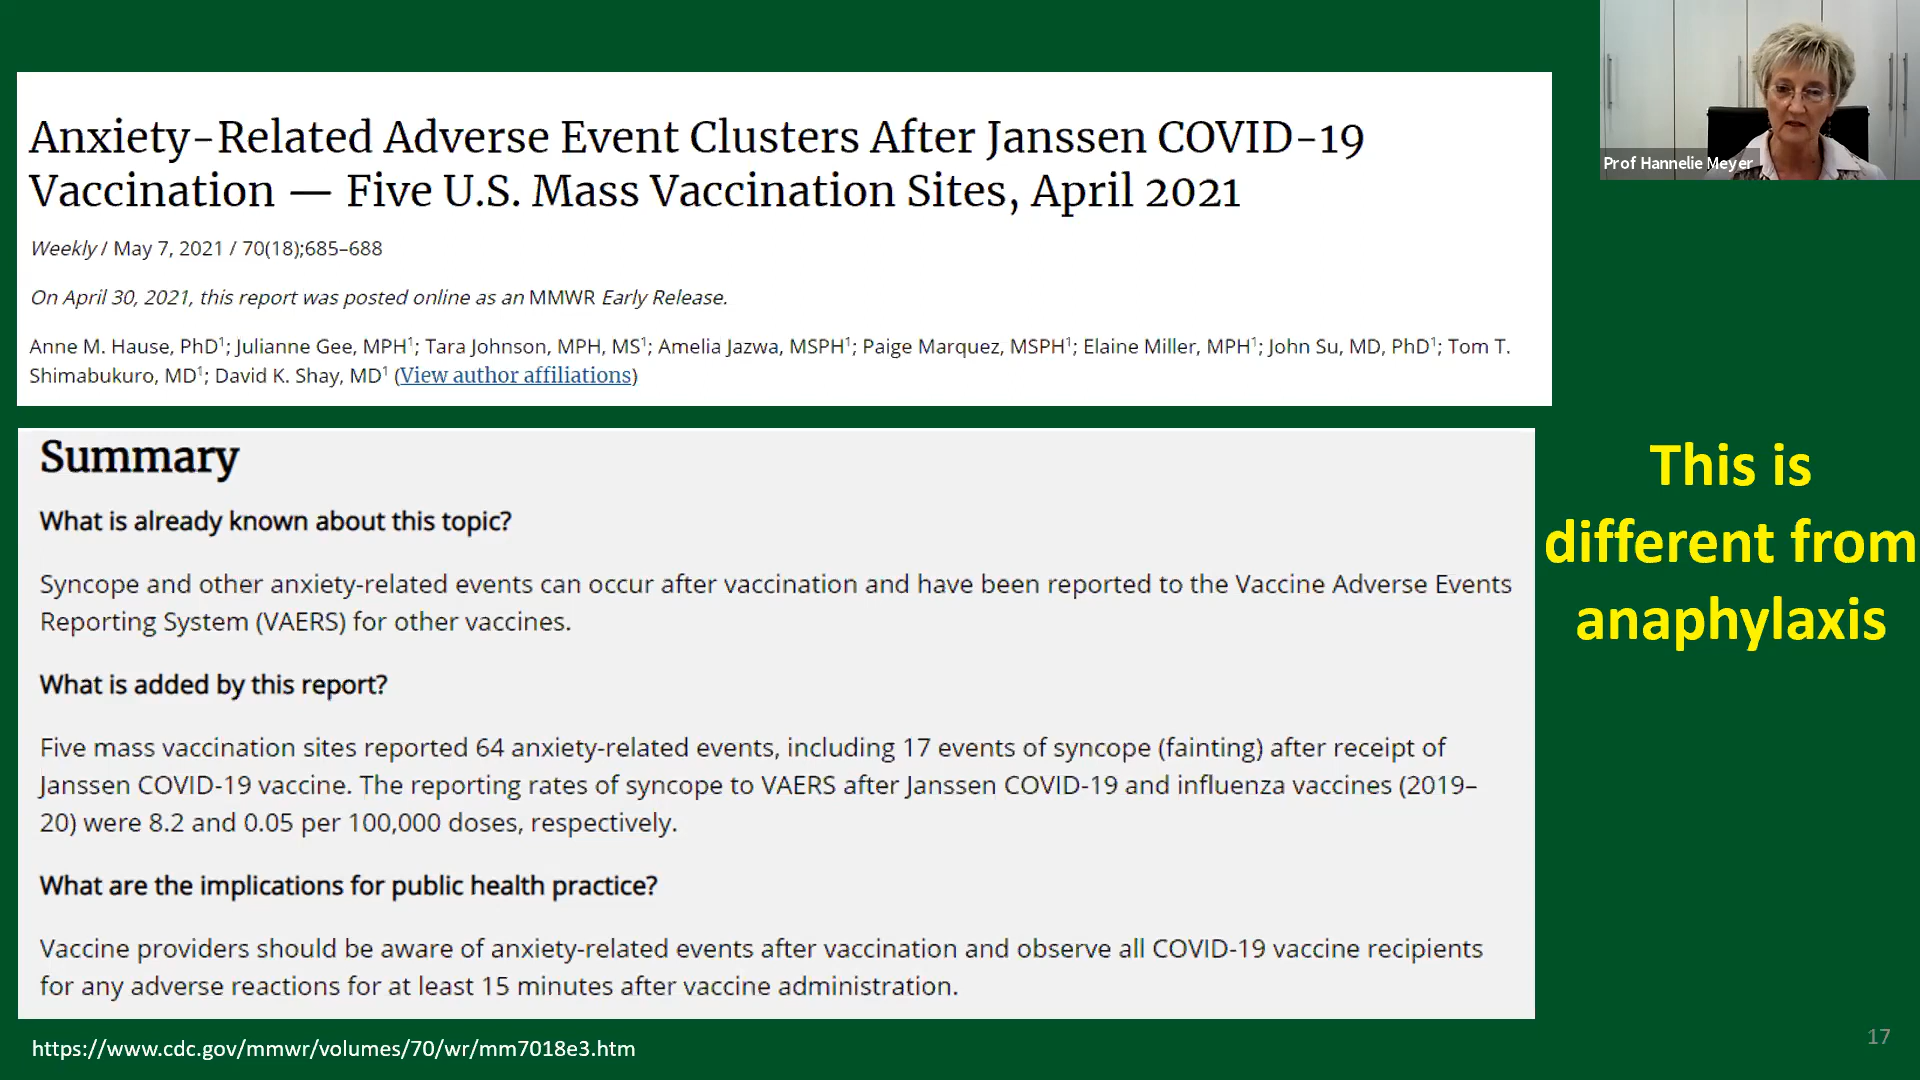 Prof Hannelie Meyer
Anxiety-Related Adverse Event Clusters After Janssen COVID-19
Vaccination — Five U.S. Mass Vaccination Sites, April 2021
Weekly / May 7, 2021 / 70(18);685–688
On April 30, 2021, this report was posted online as an MMWR Early Release.
Anne M. Hause, PhD1; Julianne Gee, MPH1; Tara Johnson, MPH, MS1; Amelia Jazwa, MSPH1; Paige Marquez, MSPH1; Elaine Miller, MPH1; John Su, MD, PhD1; Tom T.
Shimabukuro, MD1; David K. Shay, MD1 (View author affiliations)
Summary
What is already known about this topic?
Syncope and other anxiety-related events can occur after vaccination and have been reported to the Vaccine Adverse Events
Reporting System (VAERS) for other vaccines.
What is added by this report?
Five mass vaccination sites reported 64 anxiety-related events, including 17 events of syncope (fainting) after receipt of
Janssen COVID-19 vaccine. The reporting rates of syncope to VAERS after Janssen COVID-19 and influenza vaccines (2019–
20) were 8.2 and 0.05 per 100,000 doses, respectively.
What are the implications for public health practice?
Vaccine providers should be aware of anxiety-related events after vaccination and observe all COVID-19 vaccine recipients
for any adverse reactions for at least 15 minutes after vaccine administration.
This is
different from
anaphylaxis
https://www.cdc.gov/mmwr/volumes/70/wr/mm7018e3.htm
17